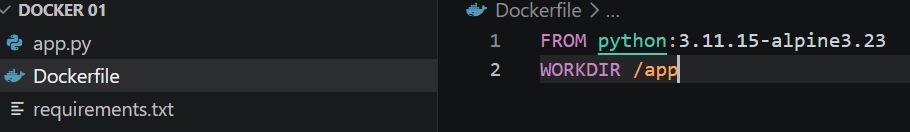 DOCKER 01
app.py
Dockerfile
requirements.txt
Dockerfile > ...
1 FROM python:3.11.15-alpine3.23
2 WORKDIR /app